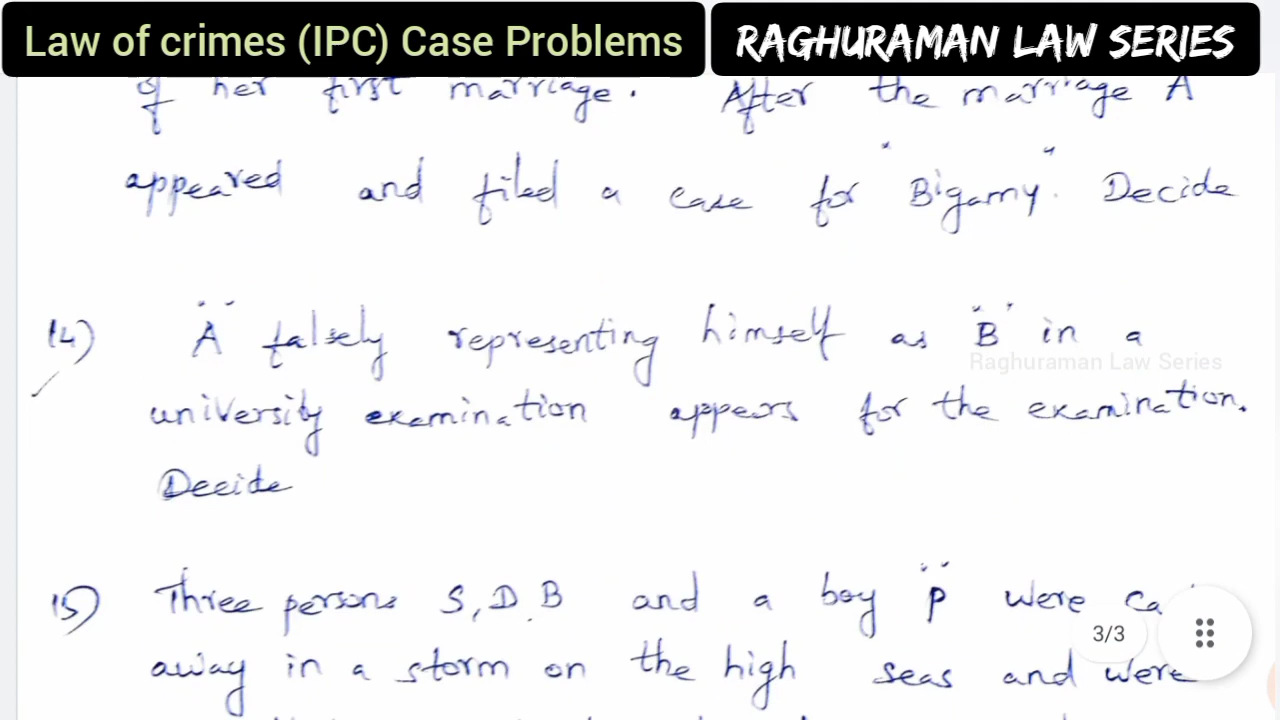 Law of crimes (IPC) Case Problems RAGHURAMAN LAW SERIES
of her first marriage. After the marriage A
appeared and filed a case for "Bigamy". Decide
14) "A" falsely representing himself as "B" in a
Raghuraman Law Series
university examination appears for the examination.
Decide
15) Three persons S, D, B and a boy "P" were ca
3/3
away in a storm on the high seas and were